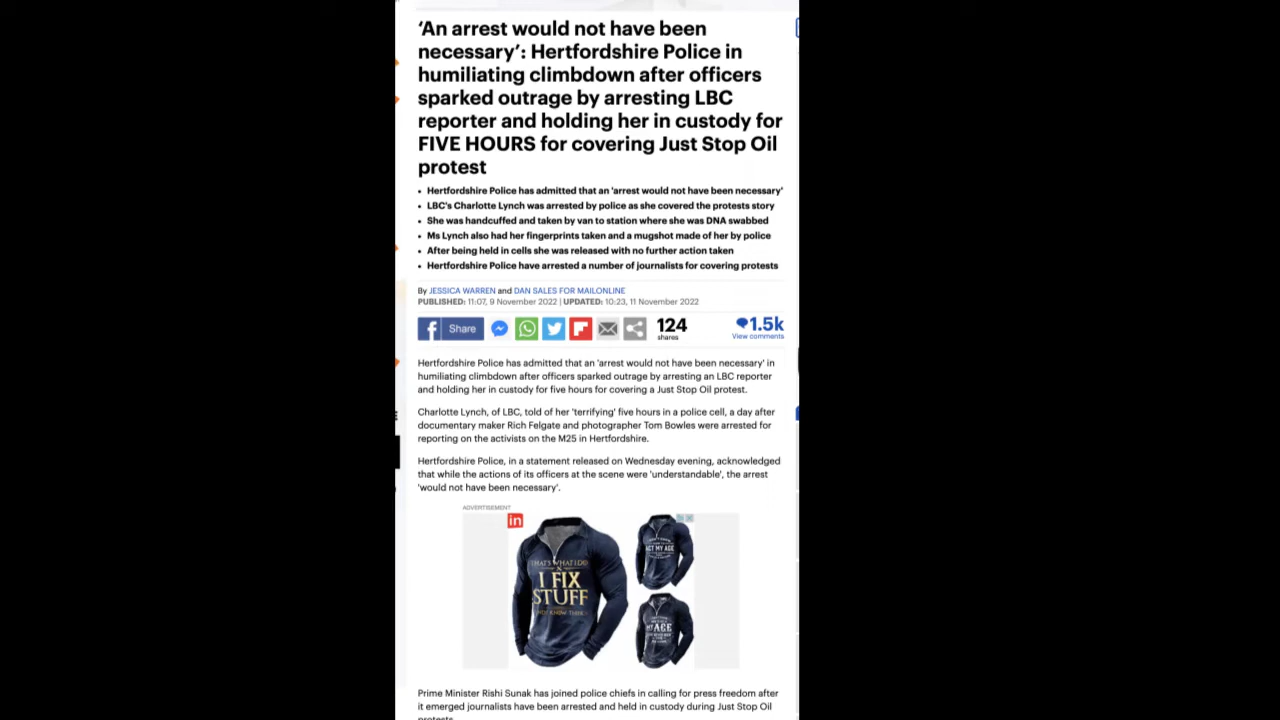 ‘An arrest would not have been
necessary’: Hertfordshire Police in
humiliating climbdown after officers
sparked outrage by arresting LBC
reporter and holding her in custody for
FIVE HOURS for covering Just Stop Oil
protest
• Hertfordshire Police has admitted that an 'arrest would not have been necessary'
• LBC's Charlotte Lynch was arrested by police as she covered the protests story
• She was handcuffed and taken by van to station where she was DNA swabbed
• Ms Lynch also had her fingerprints taken and a mugshot made of her by police
• After being held in cells she was released with no further action taken
• Hertfordshire Police have arrested a number of journalists for covering protests
By JESSICA WARREN and DAN SALES FOR MAILONLINE
PUBLISHED: 11:07, 9 November 2022 | UPDATED: 10:23, 11 November 2022
Share
124
shares
1.5k
View comments
Hertfordshire Police has admitted that an 'arrest would not have been necessary' in
humiliating climbdown after officers sparked outrage by arresting an LBC reporter
and holding her in custody for five hours for covering a Just Stop Oil protest.
Charlotte Lynch, of LBC, told of her 'terrifying' five hours in a police cell, a day after
documentary maker Rich Felgate and photographer Tom Bowles were arrested for
reporting on the activists on the M25 in Hertfordshire.
Hertfordshire Police, in a statement released on Wednesday evening, acknowledged
that while the actions of its officers at the scene were 'understandable', the arrest
'would not have been necessary'.
ADVERTISEMENT
in
THAT'S WHAT I DO
I FIX
STUFF
ACT MY AGE
MY AGE
Prime Minister Rishi Sunak has joined police chiefs in calling for press freedom after
it emerged journalists have been arrested and held in custody during Just Stop Oil
protests.